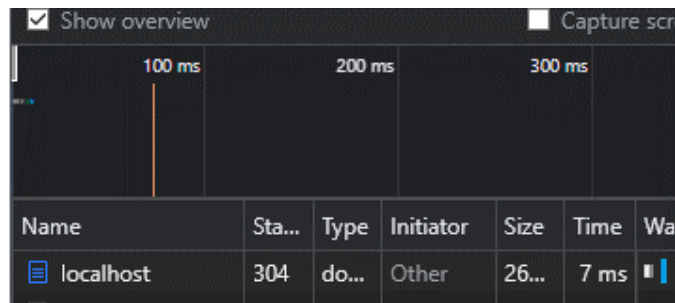 Show overview Capture scr
100 ms 200 ms 300 ms
Name Sta... Type Initiator Size Time Wa
localhost 304 do... Other 26... 7 ms